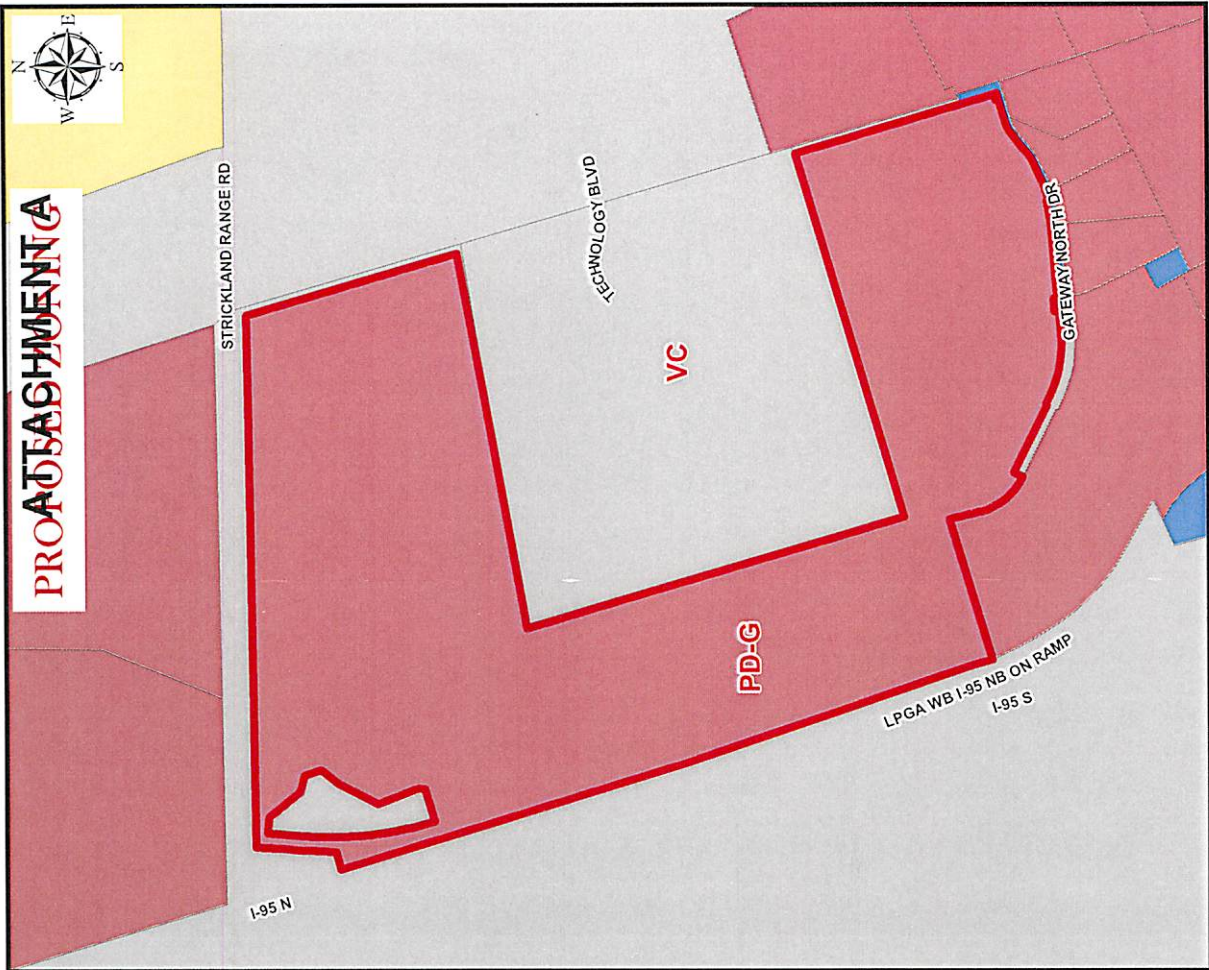 N
E
W
S
ATTACHMENT A
PROPOSED ZONING
STRICKLAND RANGE RD
TECHNOLOGY BLVD
VC
GATEWAY NORTH DR
PD-G
LPGA WB I-95 NB ON RAMP
I-95 S
I-95 N